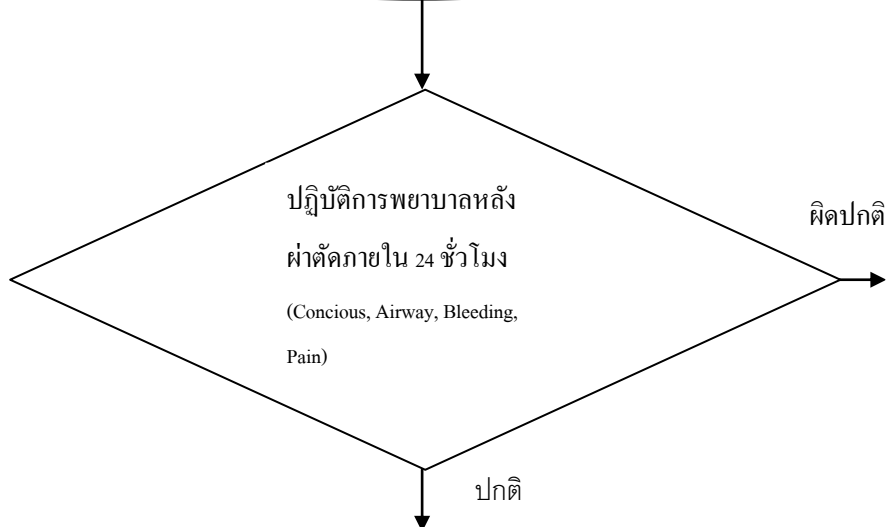 ปฏิบัติการพยาบาลหลัง
ผิดปกติ
ผ่าตัดภายใน 24 ชั่วโมง
(Concious, Airway, Bleeding,
Pain)
ปกติ